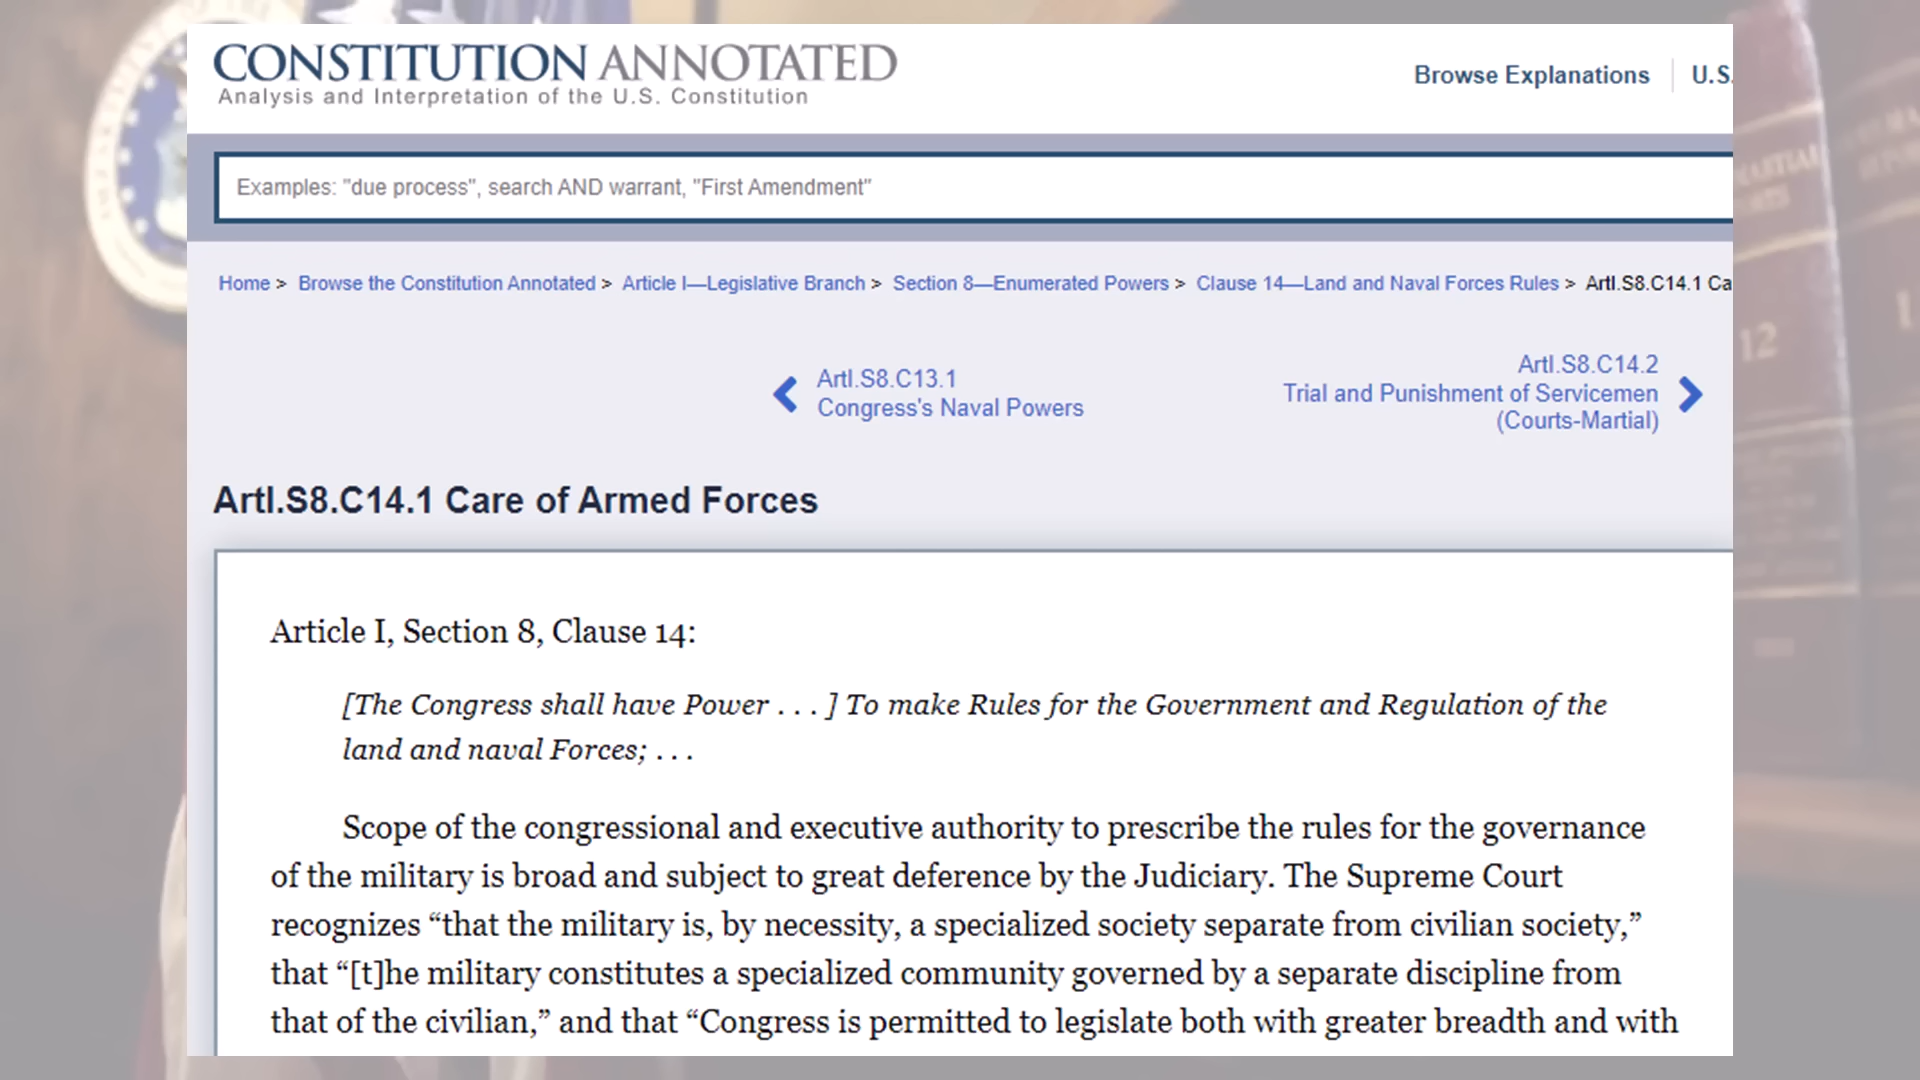 CONSTITUTION ANNOTATED
Analysis and Interpretation of the U.S. Constitution
Browse Explanations
U.S.
Examples: "due process", search AND warrant, "First Amendment"
Home > Browse the Constitution Annotated > Article I—Legislative Branch > Section 8—Enumerated Powers > Clause 14—Land and Naval Forces Rules > ArtI.S8.C14.1 Ca
ArtI.S8.C13.1
Congress's Naval Powers
ArtI.S8.C14.2
Trial and Punishment of Servicemen
(Courts-Martial)
ArtI.S8.C14.1 Care of Armed Forces
Article I, Section 8, Clause 14:
[The Congress shall have Power . . . ] To make Rules for the Government and Regulation of the
land and naval Forces; . . .
Scope of the congressional and executive authority to prescribe the rules for the governance
of the military is broad and subject to great deference by the Judiciary. The Supreme Court
recognizes “that the military is, by necessity, a specialized society separate from civilian society,”
that “[t]he military constitutes a specialized community governed by a separate discipline from
that of the civilian,” and that “Congress is permitted to legislate both with greater breadth and with
12